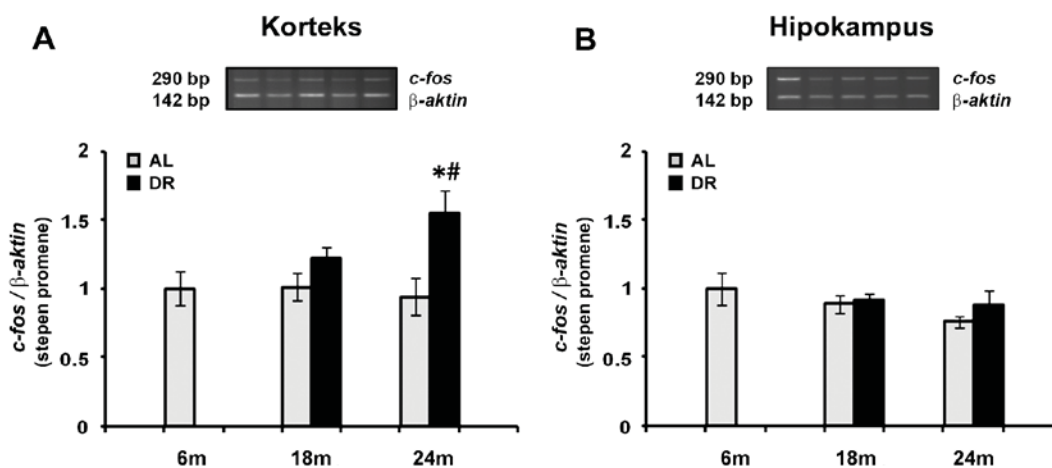 A
Korteks
290 bp
c-fos
142 bp
β-aktin
AL
DR
*#
2
1.5
1
0.5
0
c-fos / β-aktin
(stepen promene)
6m
18m
24m
B
Hipokampus
290 bp
c-fos
142 bp
β-aktin
AL
DR
2
1.5
1
0.5
0
c-fos / β-aktin
(stepen promene)
6m
18m
24m